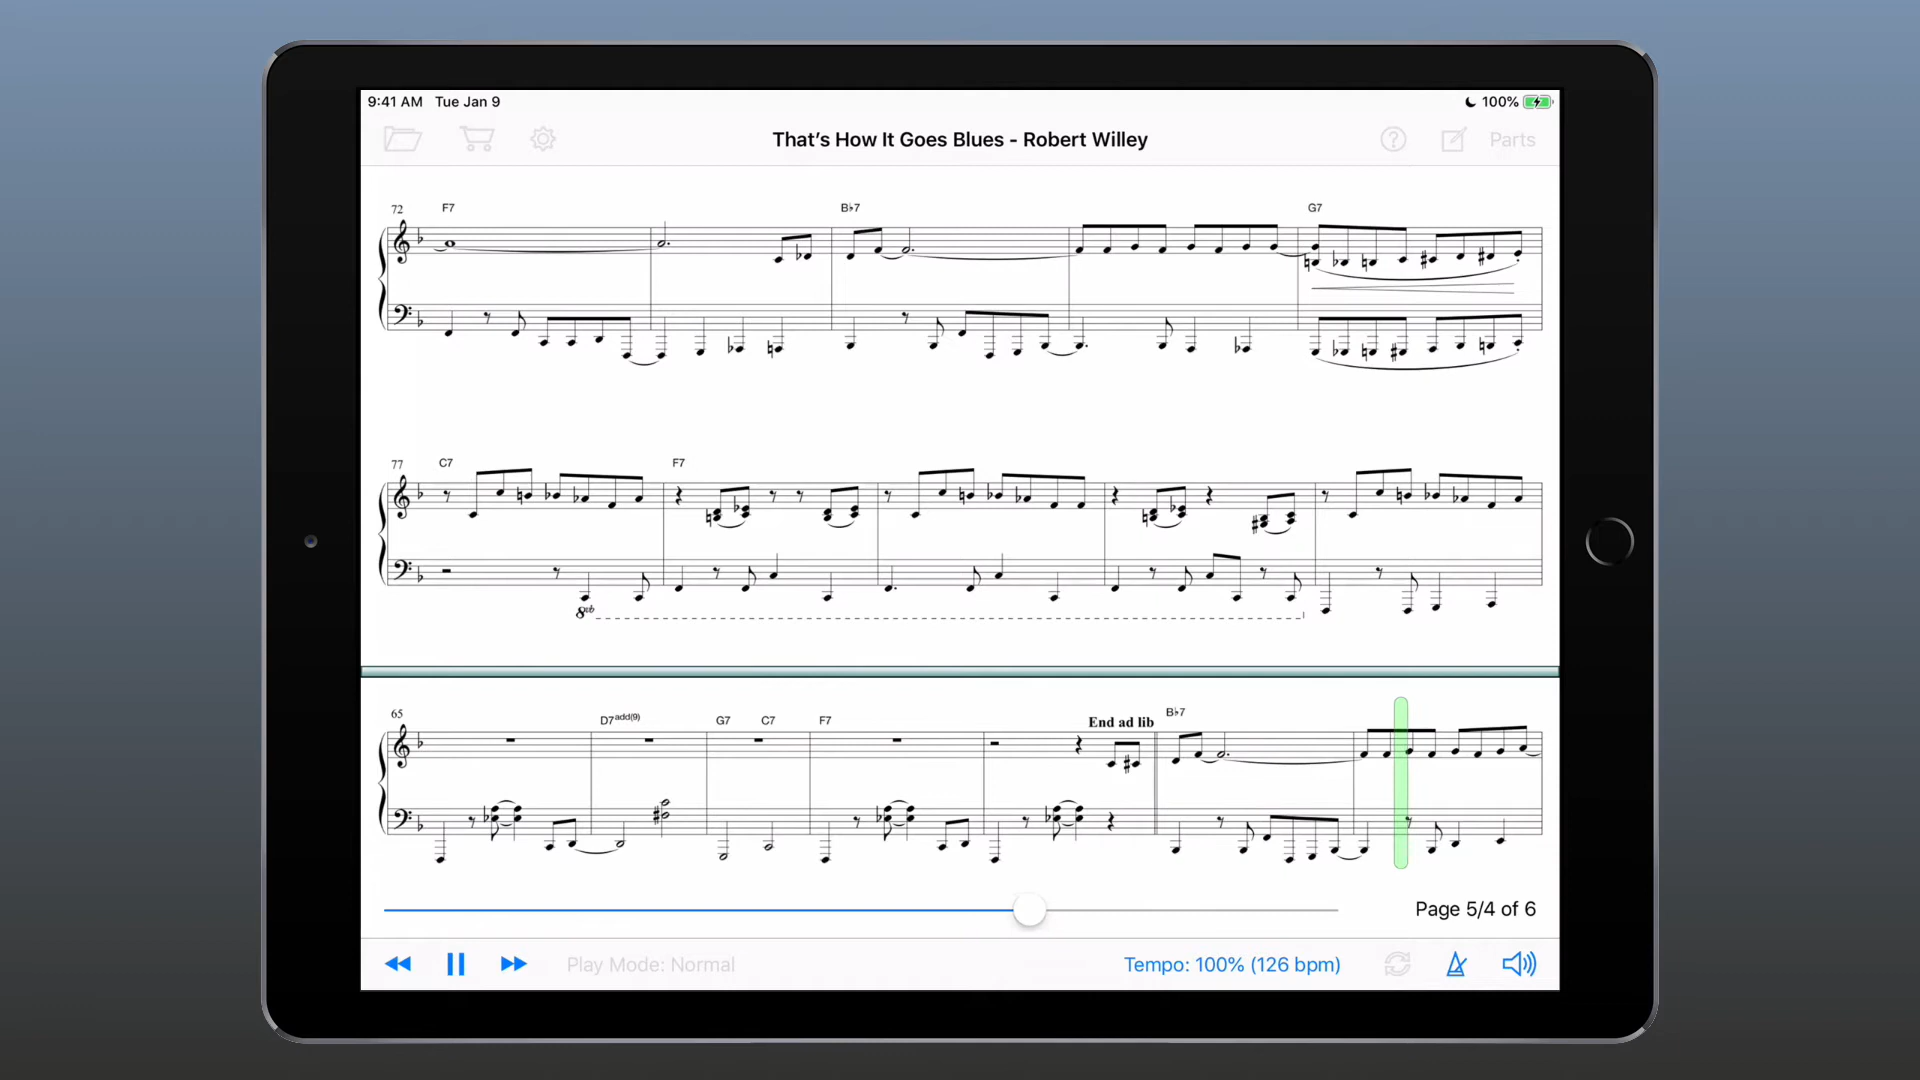 9:41 AM Tue Jan 9 100%
That’s How It Goes Blues - Robert Willey Parts
72 F7 B♭7 G7
77 C7 F7
8vb
65 D7add(9) G7 C7 F7 End ad lib B♭7
Page 5/4 of 6
Play Mode: Normal Tempo: 100% (126 bpm)